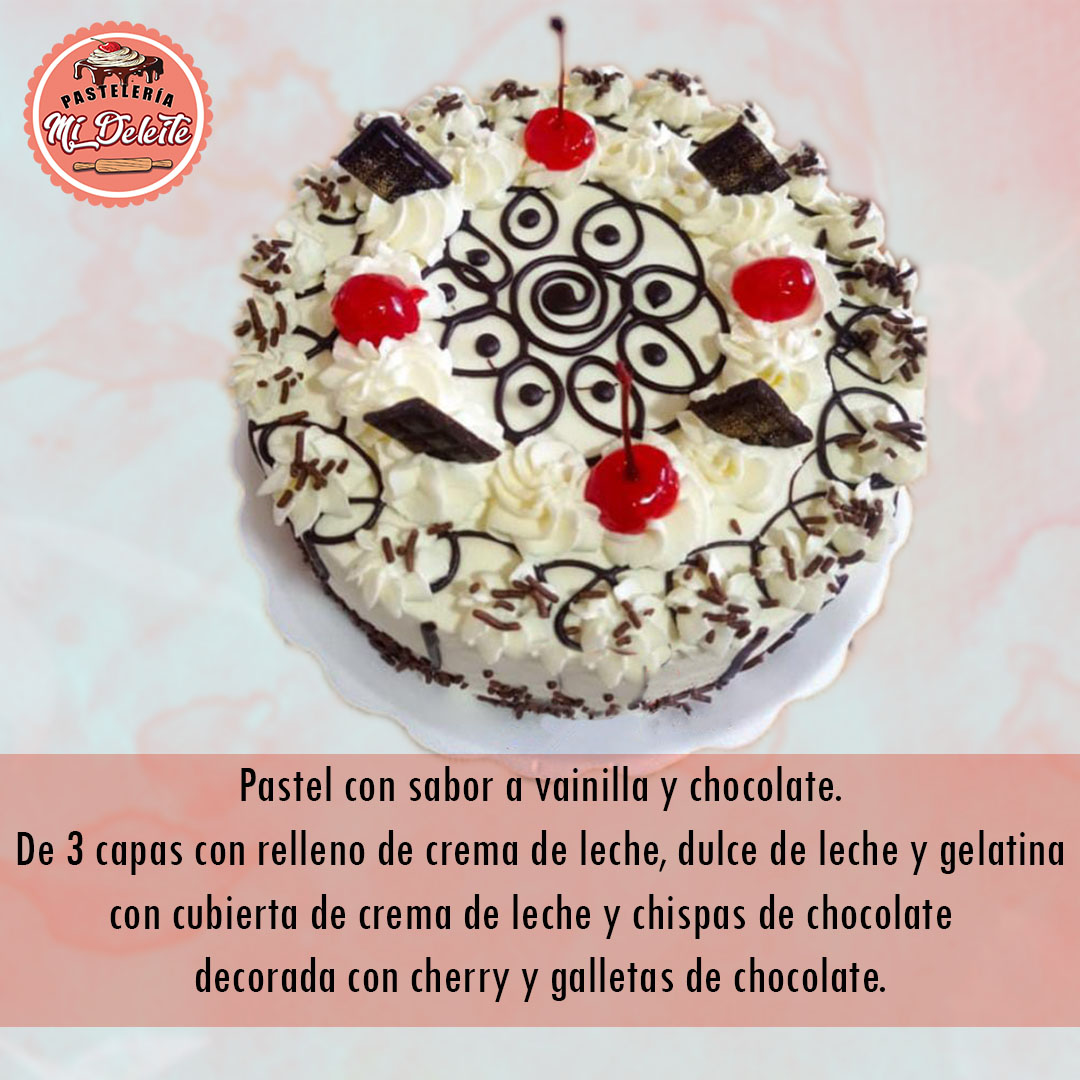 PASTELERÍA
Mi Deleite
Pastel con sabor a vainilla y chocolate.
De 3 capas con relleno de crema de leche, dulce de leche y gelatina
con cubierta de crema de leche y chispas de chocolate
decorada con cherry y galletas de chocolate.